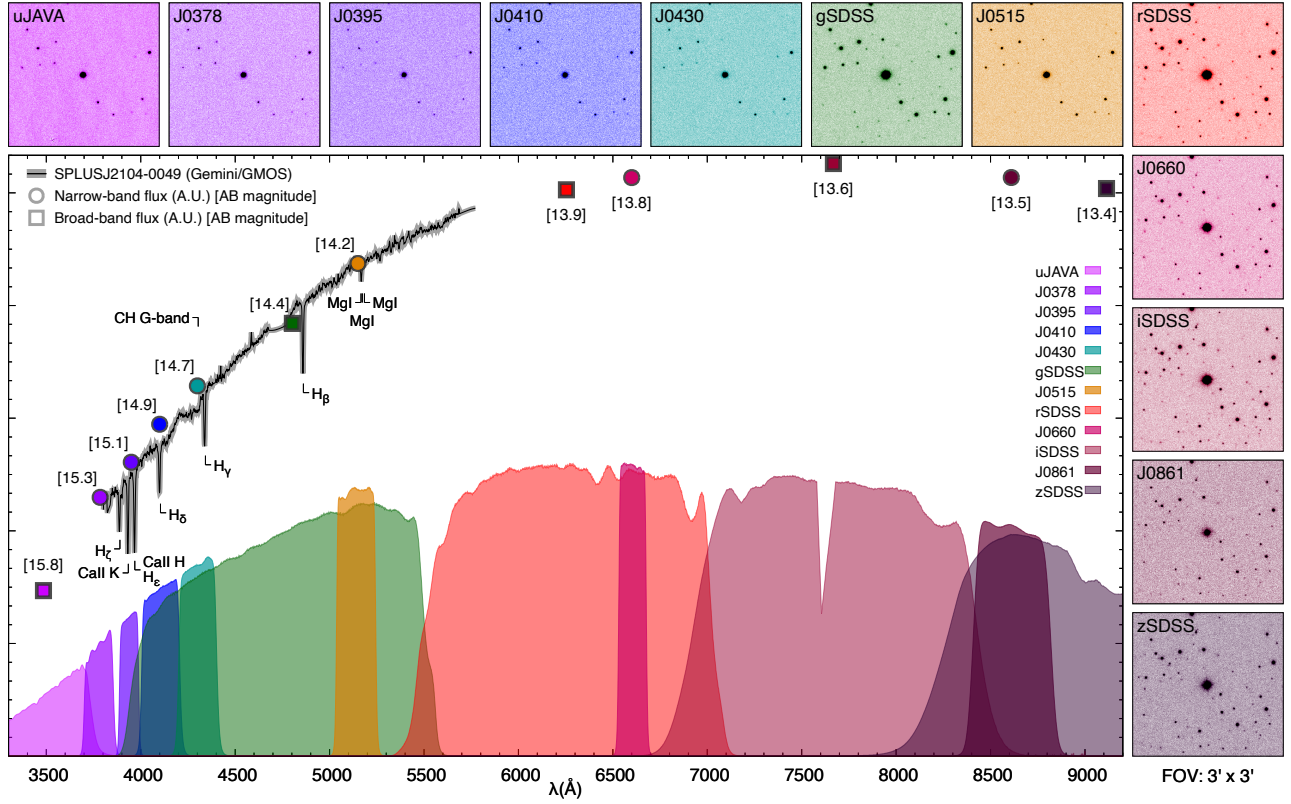 uJAVA
J0378
J0395
J0410
J0430
gSDSS
J0515
rSDSS
SPLUSJ2104-0049 (Gemini/GMOS)
Narrow-band flux (A.U.) [AB magnitude]
Broad-band flux (A.U.) [AB magnitude]
[13.9]
[13.8]
[13.6]
[13.5]
[13.4]
J0660
[14.2]
[14.4]
MgI
MgI
MgI
CH G-band
[14.7]
Hβ
[14.9]
[15.1]
Hγ
[15.3]
Hδ
Hζ
CaII H
CaII K
Hε
[15.8]
uJAVA
J0378
J0395
J0410
J0430
gSDSS
J0515
rSDSS
J0660
iSDSS
J0861
zSDSS
iSDSS
J0861
zSDSS
3500
4000
4500
5000
5500
6000
6500
7000
7500
8000
8500
9000
λ(Å)
FOV: 3' x 3'